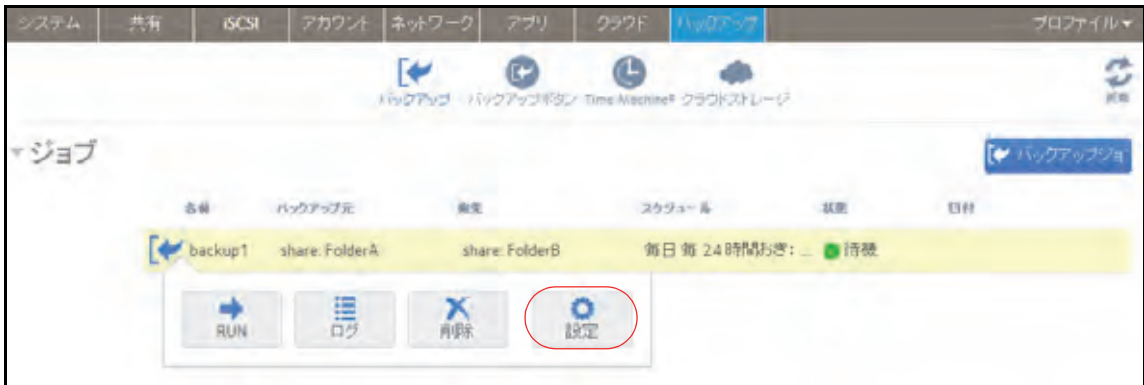 システム 共有 iSCSI アカウント ネットワーク アプリ クラウド バックアップ プロファイル
バックアップ バックアップボタン Time Machine® クラウドストレージ 更新
ジョブ バックアップジョ
名前 バックアップ元 宛先 スケジュール 状態 日付
backup1 share: FolderA share: FolderB 毎日 毎 24時間おき: ... 待機
RUN ログ 削除 設定